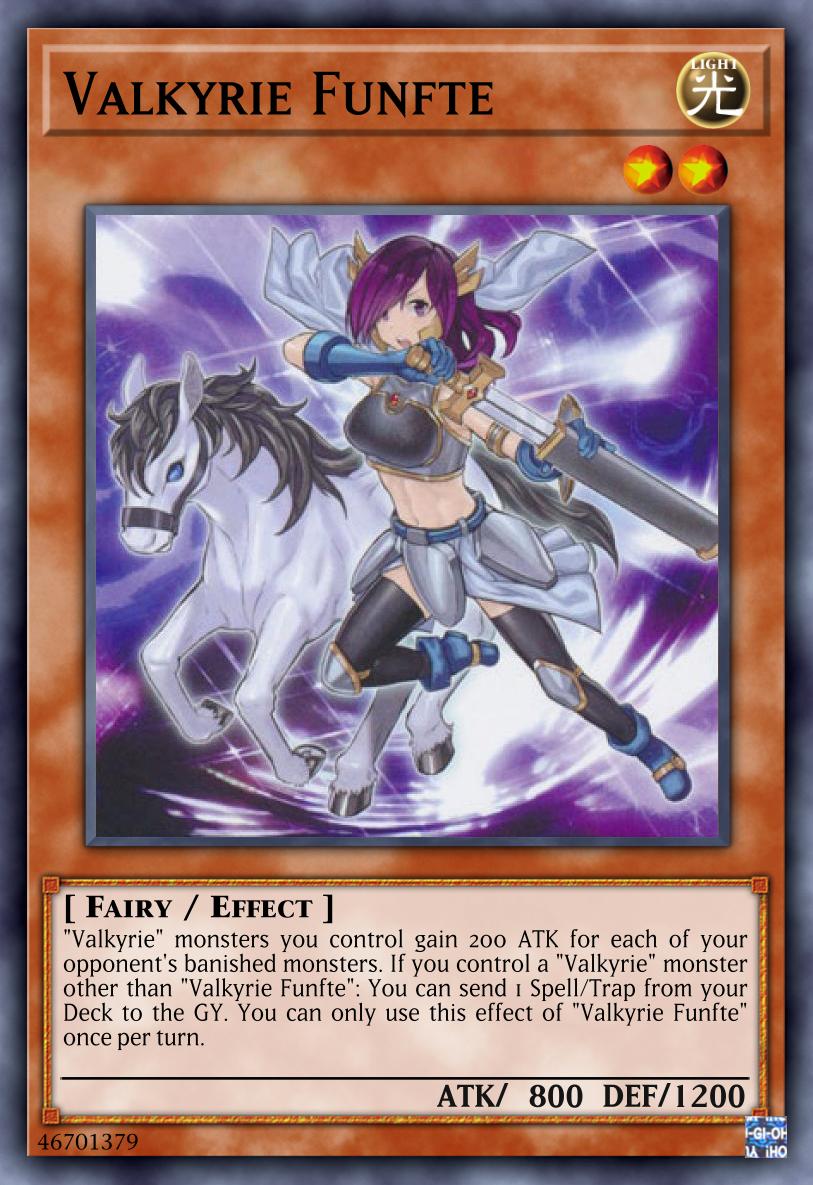 Valkyrie Funfte
LIGHT
光
[ Fairy / Effect ]
"Valkyrie" monsters you control gain 200 ATK for each of your
opponent's banished monsters. If you control a "Valkyrie" monster
other than "Valkyrie Funfte": You can send 1 Spell/Trap from your
Deck to the GY. You can only use this effect of "Valkyrie Funfte"
once per turn.
ATK/ 800 DEF/1200
46701379